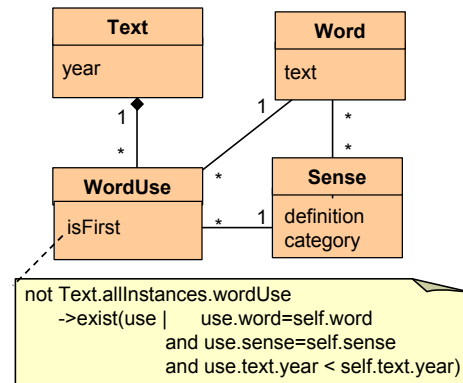 Text
Word
year
text
1
1
*
*
*
*
WordUse
Sense
isFirst
*
1
definition
category
not Text.allInstances.wordUse
->exist(use | use.word=self.word
and use.sense=self.sense
and use.text.year < self.text.year)